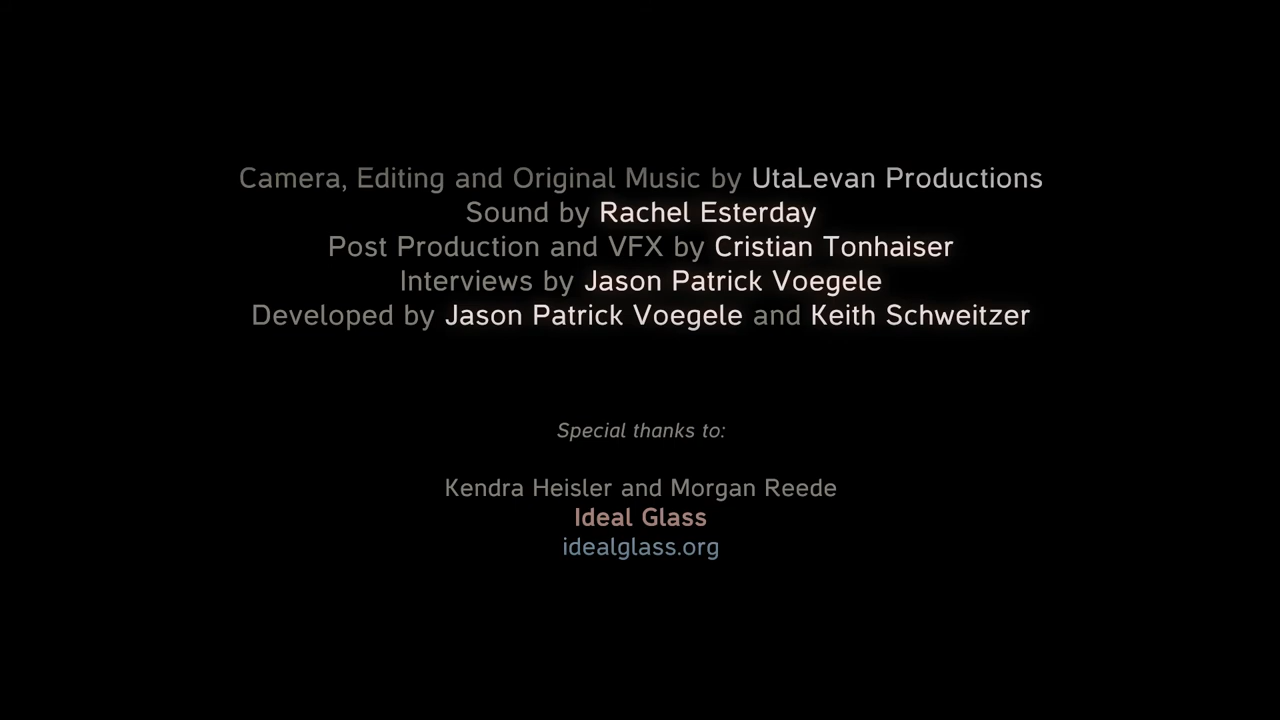 Camera, Editing and Original Music by UtaLevan Productions
Sound by Rachel Esterday
Post Production and VFX by Cristian Tonhaiser
Interviews by Jason Patrick Voegele
Developed by Jason Patrick Voegele and Keith Schweitzer
Special thanks to:
Kendra Heisler and Morgan Reede
Ideal Glass
idealglass.org